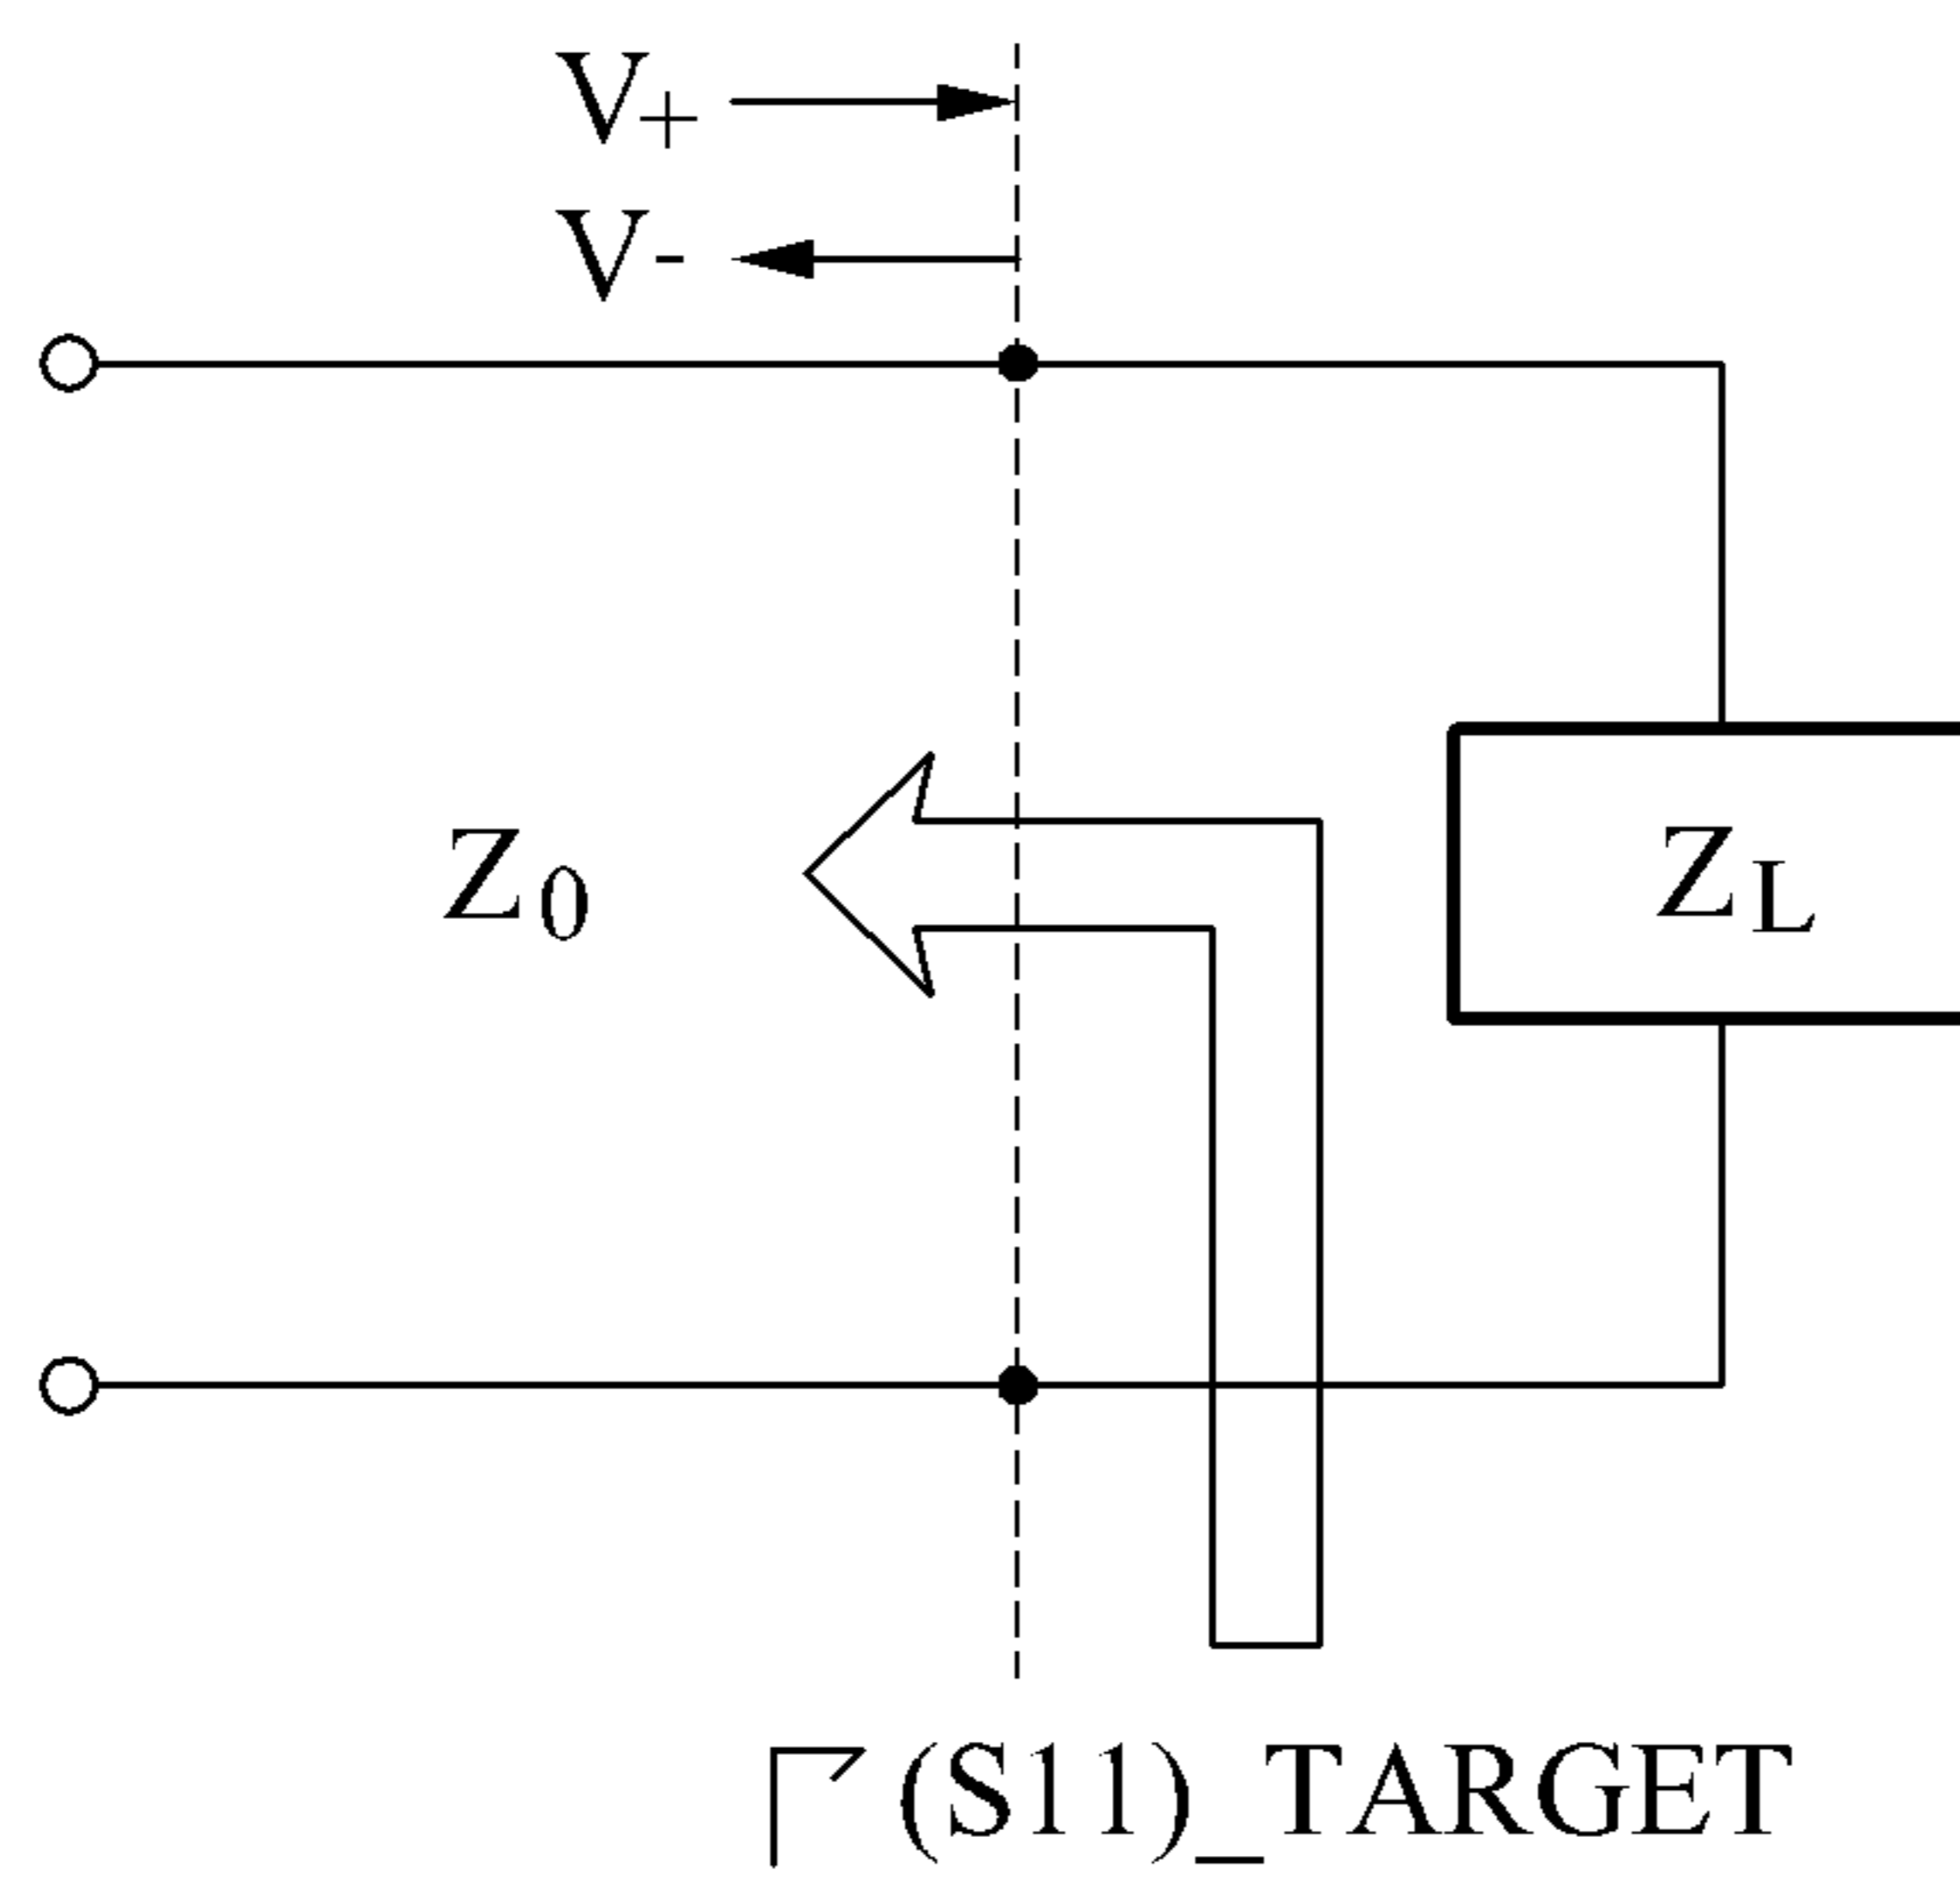 V+
V-
Z0
ZL
Γ (S11)_TARGET